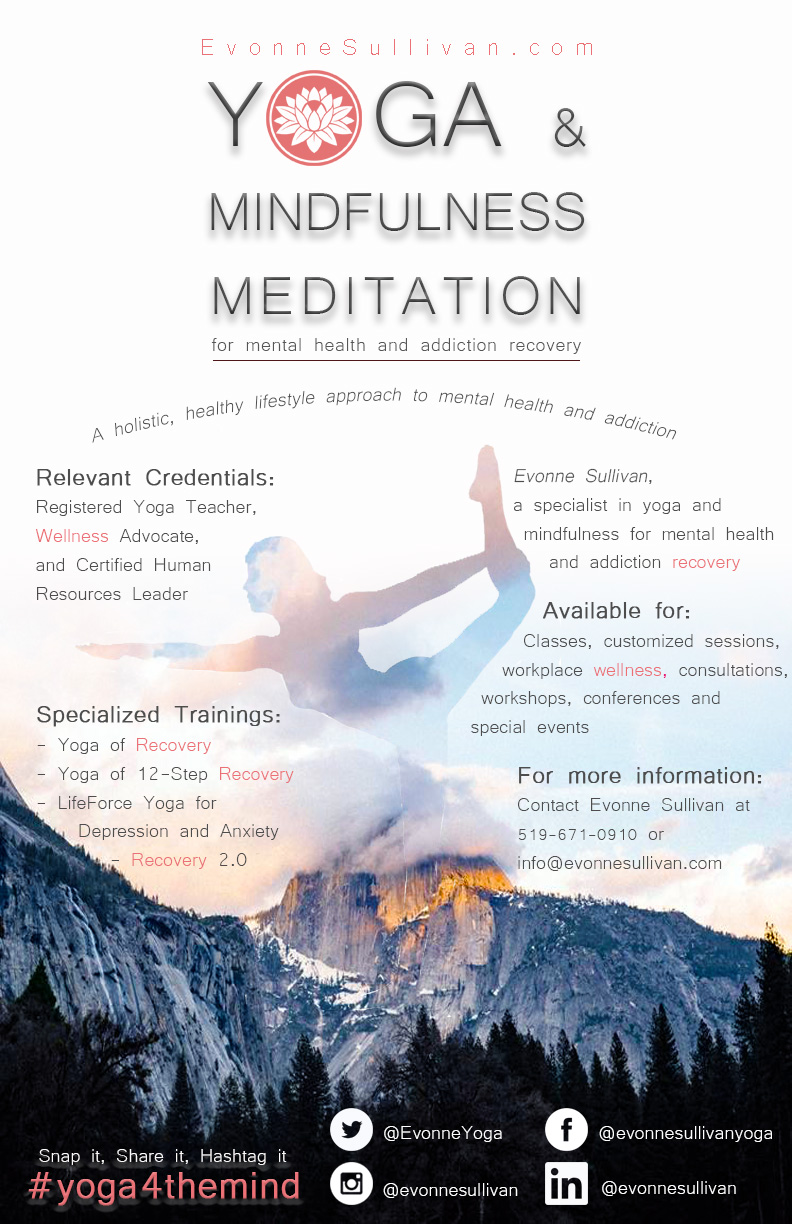 EvonneSullivan.com
YOGA &
MINDFULNESS
MEDITATION
for mental health and addiction recovery
A holistic, healthy lifestyle approach to mental health and addiction
Relevant Credentials:
Registered Yoga Teacher,
Wellness Advocate,
and Certified Human
Resources Leader
Specialized Trainings:
- Yoga of Recovery
- Yoga of 12-Step Recovery
- LifeForce Yoga for
Depression and Anxiety
- Recovery 2.0
Evonne Sullivan,
a specialist in yoga and
mindfulness for mental health
and addiction recovery
Available for:
Classes, customized sessions,
workplace wellness, consultations,
workshops, conferences and
special events
For more information:
Contact Evonne Sullivan at
519-671-0910 or
info@evonnesullivan.com
Snap it, Share it, Hashtag it
#yoga4themind
@EvonneYoga
@evonnesullivanyoga
@evonnesullivan
in @evonnesullivan